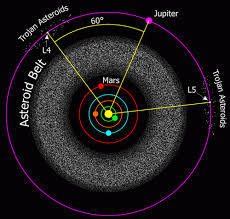 Trojan Asteroids
60°
Jupiter
L4
Mars
Asteroid Belt
L5
Trojan Asteroids